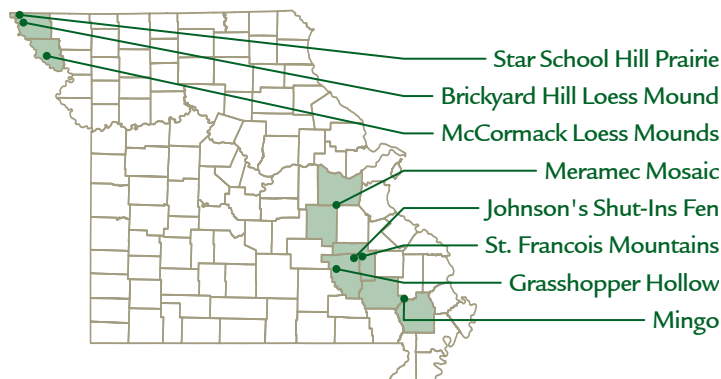 Star School Hill Prairie
Brickyard Hill Loess Mound
McCormack Loess Mounds
Meramec Mosaic
Johnson's Shut-Ins Fen
St. Francois Mountains
Grasshopper Hollow
Mingo